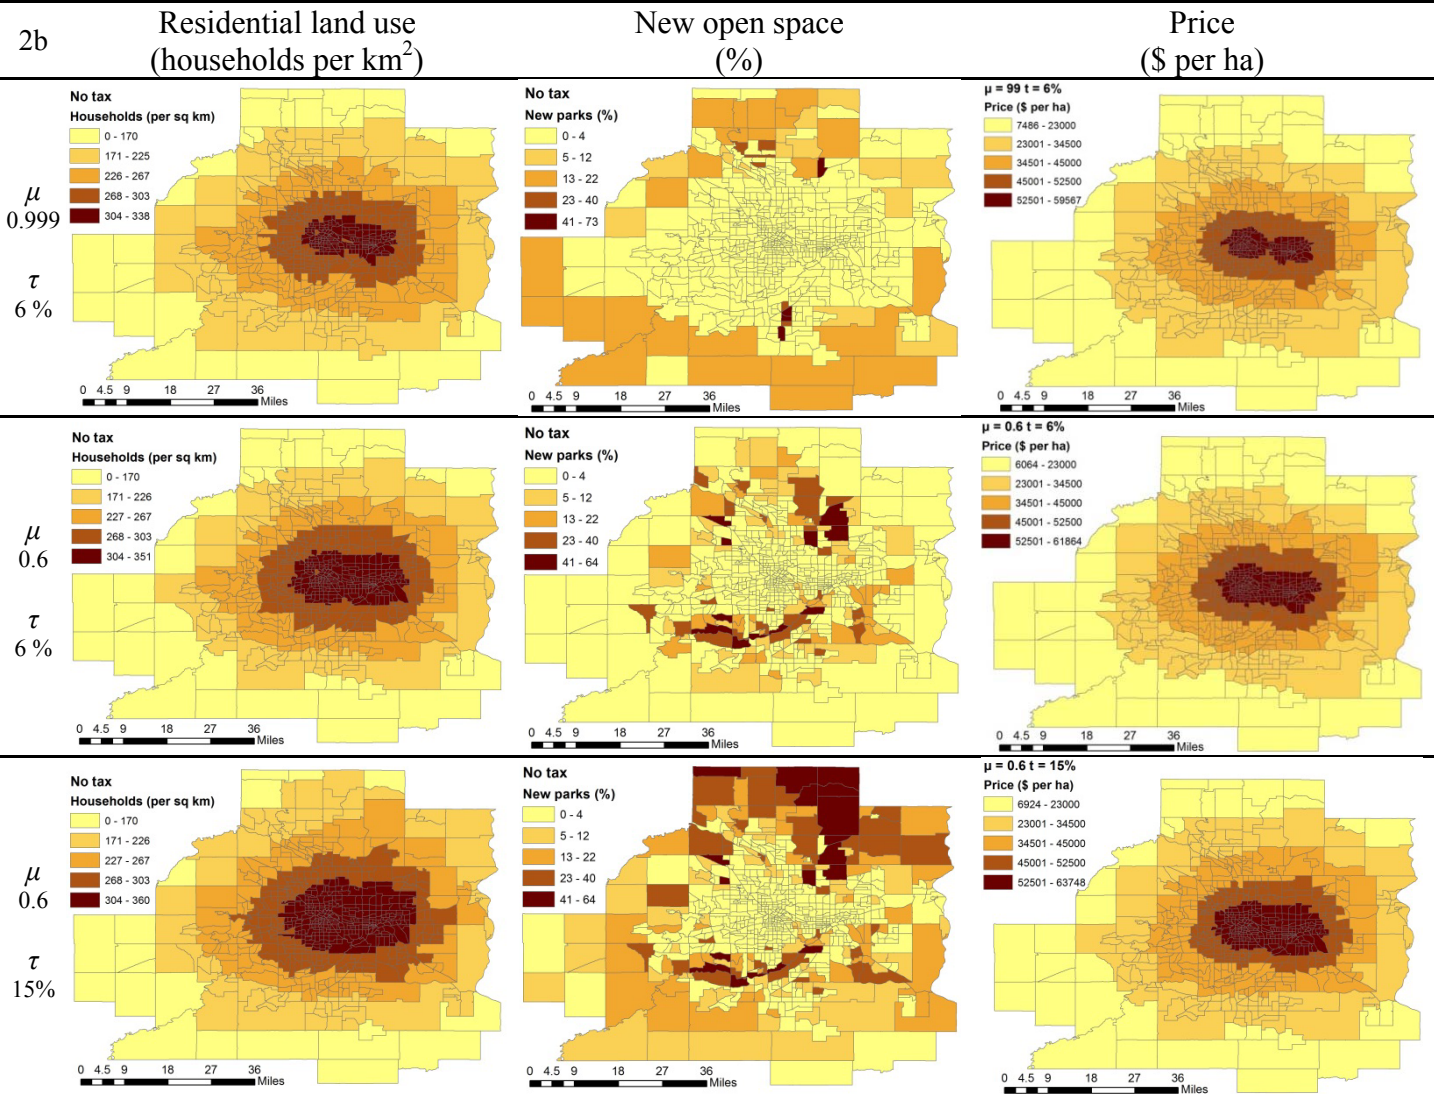 2b
Residential land use
(households per km2)
New open space
(%)
Price
($ per ha)
μ
0.999
τ
6 %
No tax
Households (per sq km)
0 - 170
171 - 225
226 - 267
268 - 303
304 - 338
0 4.5 9 18 27 36
Miles
No tax
New parks (%)
0 - 4
5 - 12
13 - 22
23 - 40
41 - 73
0 4.5 9 18 27 36
Miles
μ = 99 t = 6%
Price ($ per ha)
7486 - 23000
23001 - 34500
34501 - 45000
45001 - 52500
52501 - 59567
0 4.5 9 18 27 36
Miles
μ
0.6
τ
6 %
No tax
Households (per sq km)
0 - 170
171 - 226
227 - 267
268 - 303
304 - 351
0 4.5 9 18 27 36
Miles
No tax
New parks (%)
0 - 4
5 - 12
13 - 22
23 - 40
41 - 64
0 4.5 9 18 27 36
Miles
μ = 0.6 t = 6%
Price ($ per ha)
6064 - 23000
23001 - 34500
34501 - 45000
45001 - 52500
52501 - 61864
0 4.5 9 18 27 36
Miles
μ
0.6
τ
15%
No tax
Households (per sq km)
0 - 170
171 - 226
227 - 267
268 - 303
304 - 360
0 4.5 9 18 27 36
Miles
No tax
New parks (%)
0 - 4
5 - 12
13 - 22
23 - 40
41 - 64
0 4.5 9 18 27 36
Miles
μ = 0.6 t = 15%
Price ($ per ha)
6924 - 23000
23001 - 34500
34501 - 45000
45001 - 52500
52501 - 63748
0 4.5 9 18 27 36
Miles